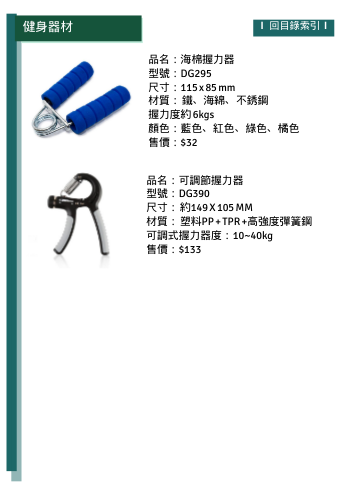 健身器材
I 回目錄索引 I
品名：海棉握力器
型號：DG295
尺寸：115 x 85 mm
材質： 鐵、海綿、不銹鋼
握力度約 6kgs
顏色：藍色、紅色、綠色、橘色
售價：$32
品名：可調節握力器
型號：DG390
尺寸： 約149 X 105 MM
材質： 塑料PP + TPR +高強度彈簧鋼
可調式握力器度：10~40kg
售價：$133